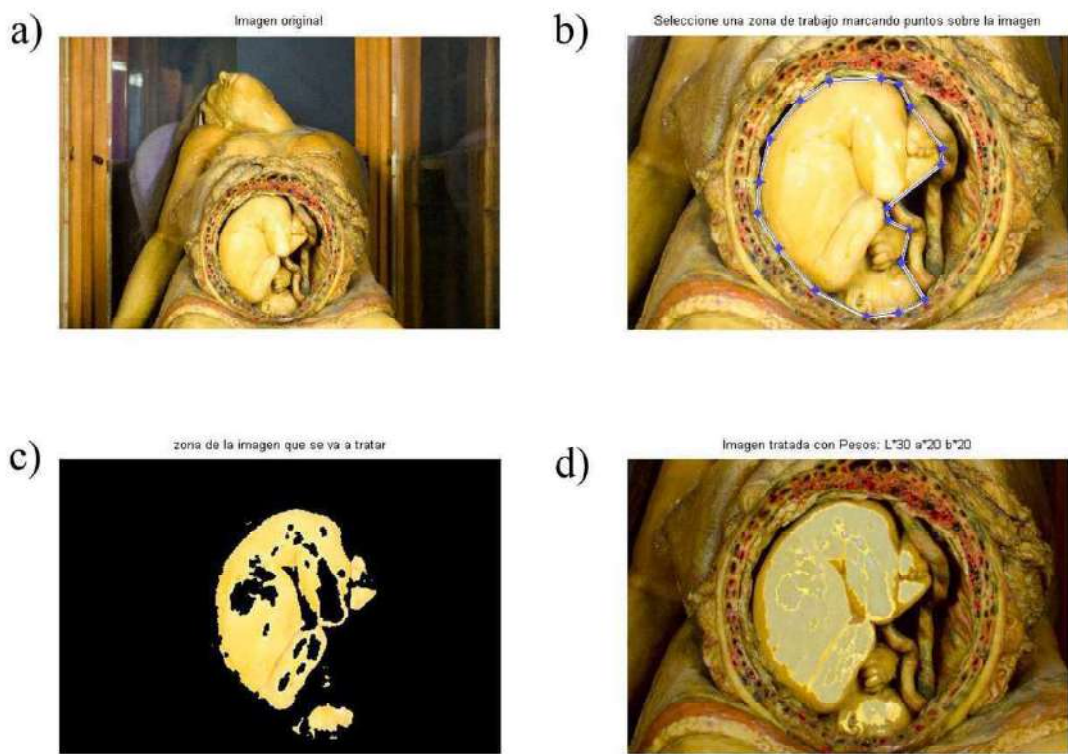 a)
Imagen original
b)
Seleccione una zona de trabajo marcando puntos sobre la imagen
c)
zona de la imagen que se va a tratar
d)
Imagen tratada con Pesos: L*30 a*20 b*20